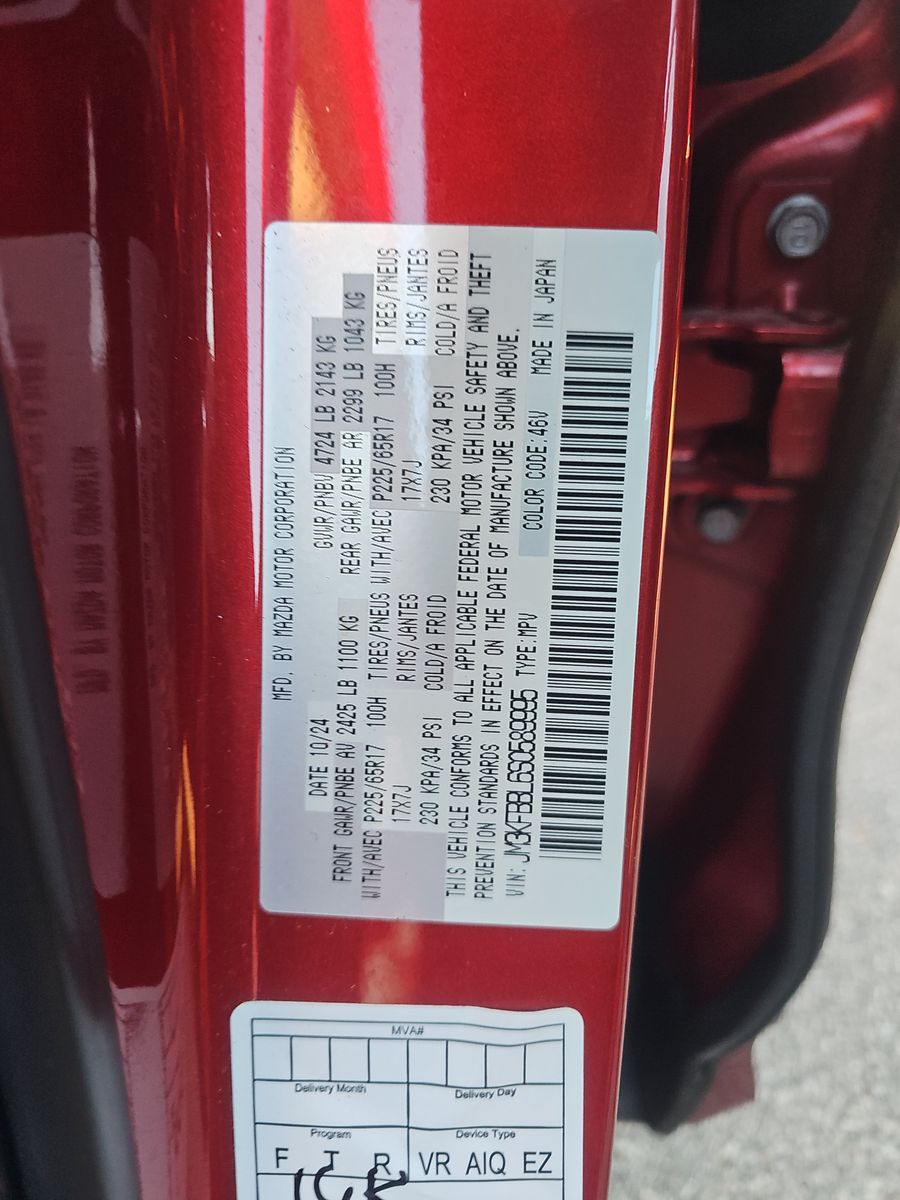 MFD. BY MAZDA MOTOR CORPORATION
DATE 10/24 GVWR/PNBV 4724 LB 2143 KG
FRONT GAWR/PNBE AV 2425 LB 1100 KG REAR GAWR/PNBE AR 2299 LB 1043 KG
WITH/AVEC P225/65R17 100H TIRES/PNEUS WITH/AVEC P225/65R17 100H TIRES/PNEUS
17X7J RIMS/JANTES 17X7J RIMS/JANTES
230 KPA/34 PSI COLD/A FROID 230 KPA/34 PSI COLD/A FROID
THIS VEHICLE CONFORMS TO ALL APPLICABLE FEDERAL MOTOR VEHICLE SAFETY AND THEFT
PREVENTION STANDARDS IN EFFECT ON THE DATE OF MANUFACTURE SHOWN ABOVE.
VIN: JM3KFBBL6S0589995 TYPE:MPV COLOR CODE:46V MADE IN JAPAN
MVA#
Delivery Month Delivery Day
Program Device Type
F T R VR AIQ EZ